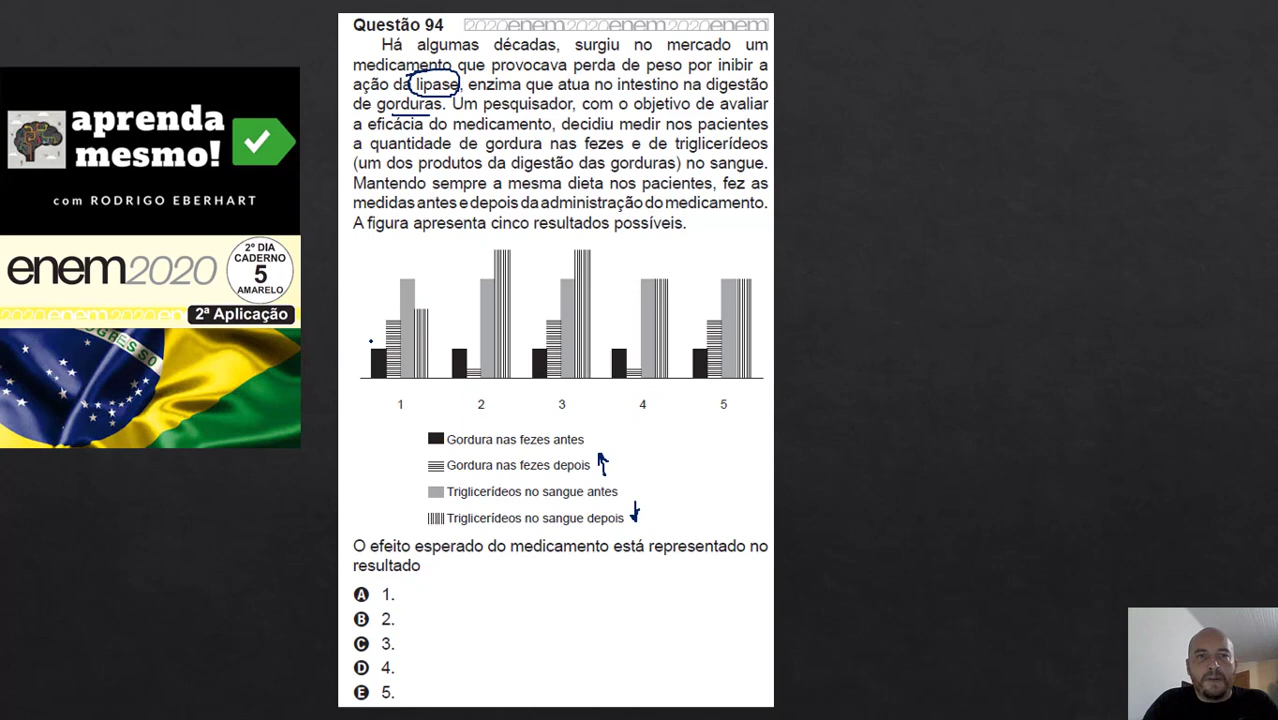 aprenda
mesmo!
COM RODRIGO EBERHART
enem2020
2º DIA
CADERNO
5
AMARELO
2ª Aplicação
Questão 94
2020enem2020enem2020enem
Há algumas décadas, surgiu no mercado um
medicamento que provocava perda de peso por inibir a
ação da lipase, enzima que atua no intestino na digestão
de gorduras. Um pesquisador, com o objetivo de avaliar
a eficácia do medicamento, decidiu medir nos pacientes
a quantidade de gordura nas fezes e de triglicerídeos
(um dos produtos da digestão das gorduras) no sangue.
Mantendo sempre a mesma dieta nos pacientes, fez as
medidas antes e depois da administração do medicamento.
A figura apresenta cinco resultados possíveis.
1 2 3 4 5
Gordura nas fezes antes
Gordura nas fezes depois
Triglicerídeos no sangue antes
Triglicerídeos no sangue depois
O efeito esperado do medicamento está representado no
resultado
A 1.
B 2.
C 3.
D 4.
E 5.